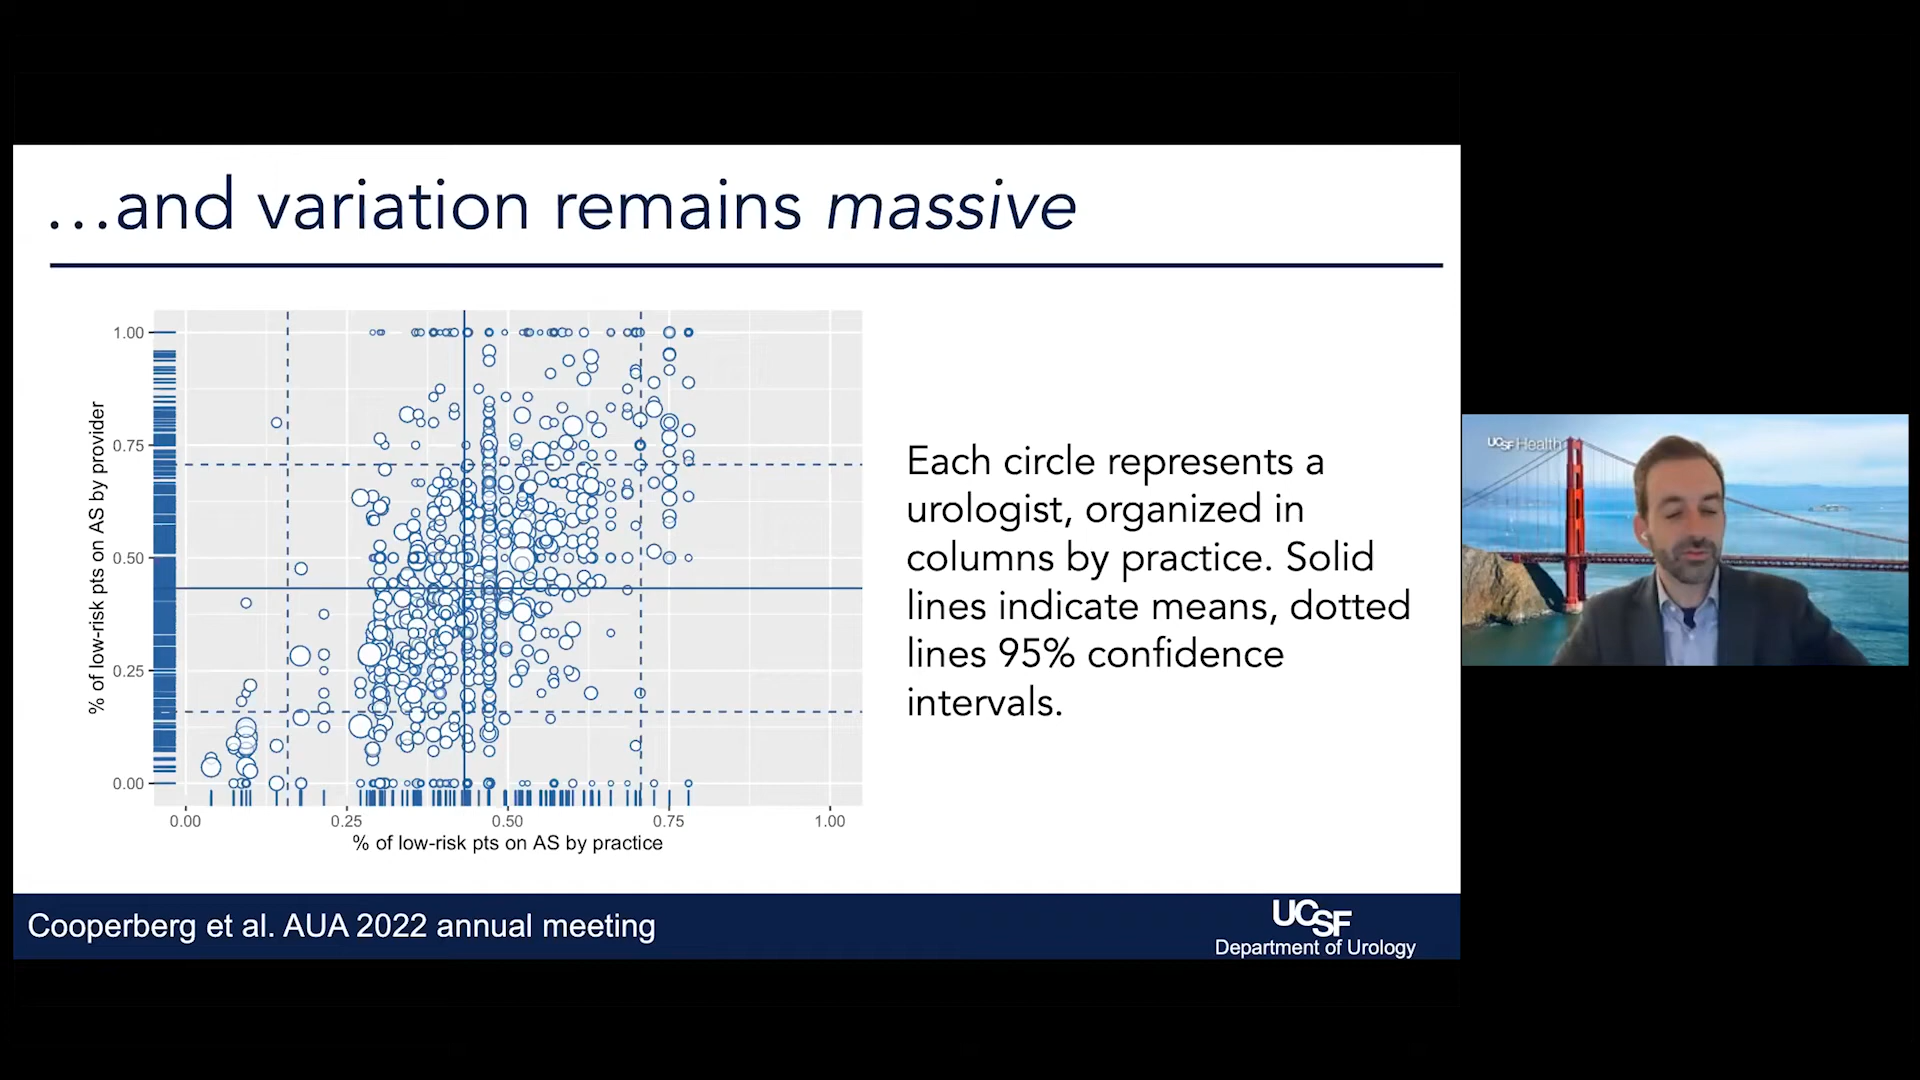 …and variation remains massive
1.00
0.75
0.50
0.25
0.00
% of low-risk pts on AS by provider
0.00
0.25
0.50
0.75
1.00
% of low-risk pts on AS by practice
Each circle represents a
urologist, organized in
columns by practice. Solid
lines indicate means, dotted
lines 95% confidence
intervals.
UCSF Health
Cooperberg et al. AUA 2022 annual meeting
UCSF
Department of Urology